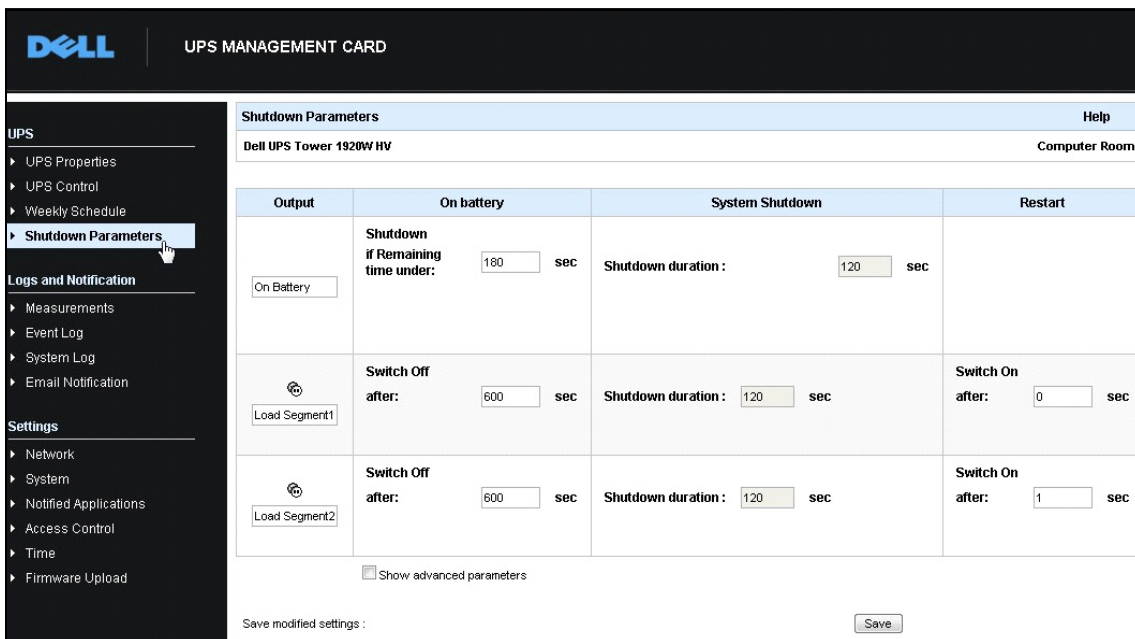 DELL
UPS MANAGEMENT CARD
UPS
UPS Properties
UPS Control
Weekly Schedule
Shutdown Parameters
Logs and Notification
Measurements
Event Log
System Log
Email Notification
Settings
Network
System
Notified Applications
Access Control
Time
Firmware Upload
Shutdown Parameters Help
Dell UPS Tower 1920W HV Computer Room
Output On battery System Shutdown Restart
On Battery
Shutdown
if Remaining
time under: 180 sec
Shutdown duration : 120 sec
Load Segment1
Switch Off
after: 600 sec
Shutdown duration : 120 sec
Switch On
after: 0 sec
Load Segment2
Switch Off
after: 600 sec
Shutdown duration : 120 sec
Switch On
after: 1 sec
Show advanced parameters
Save modified settings : Save